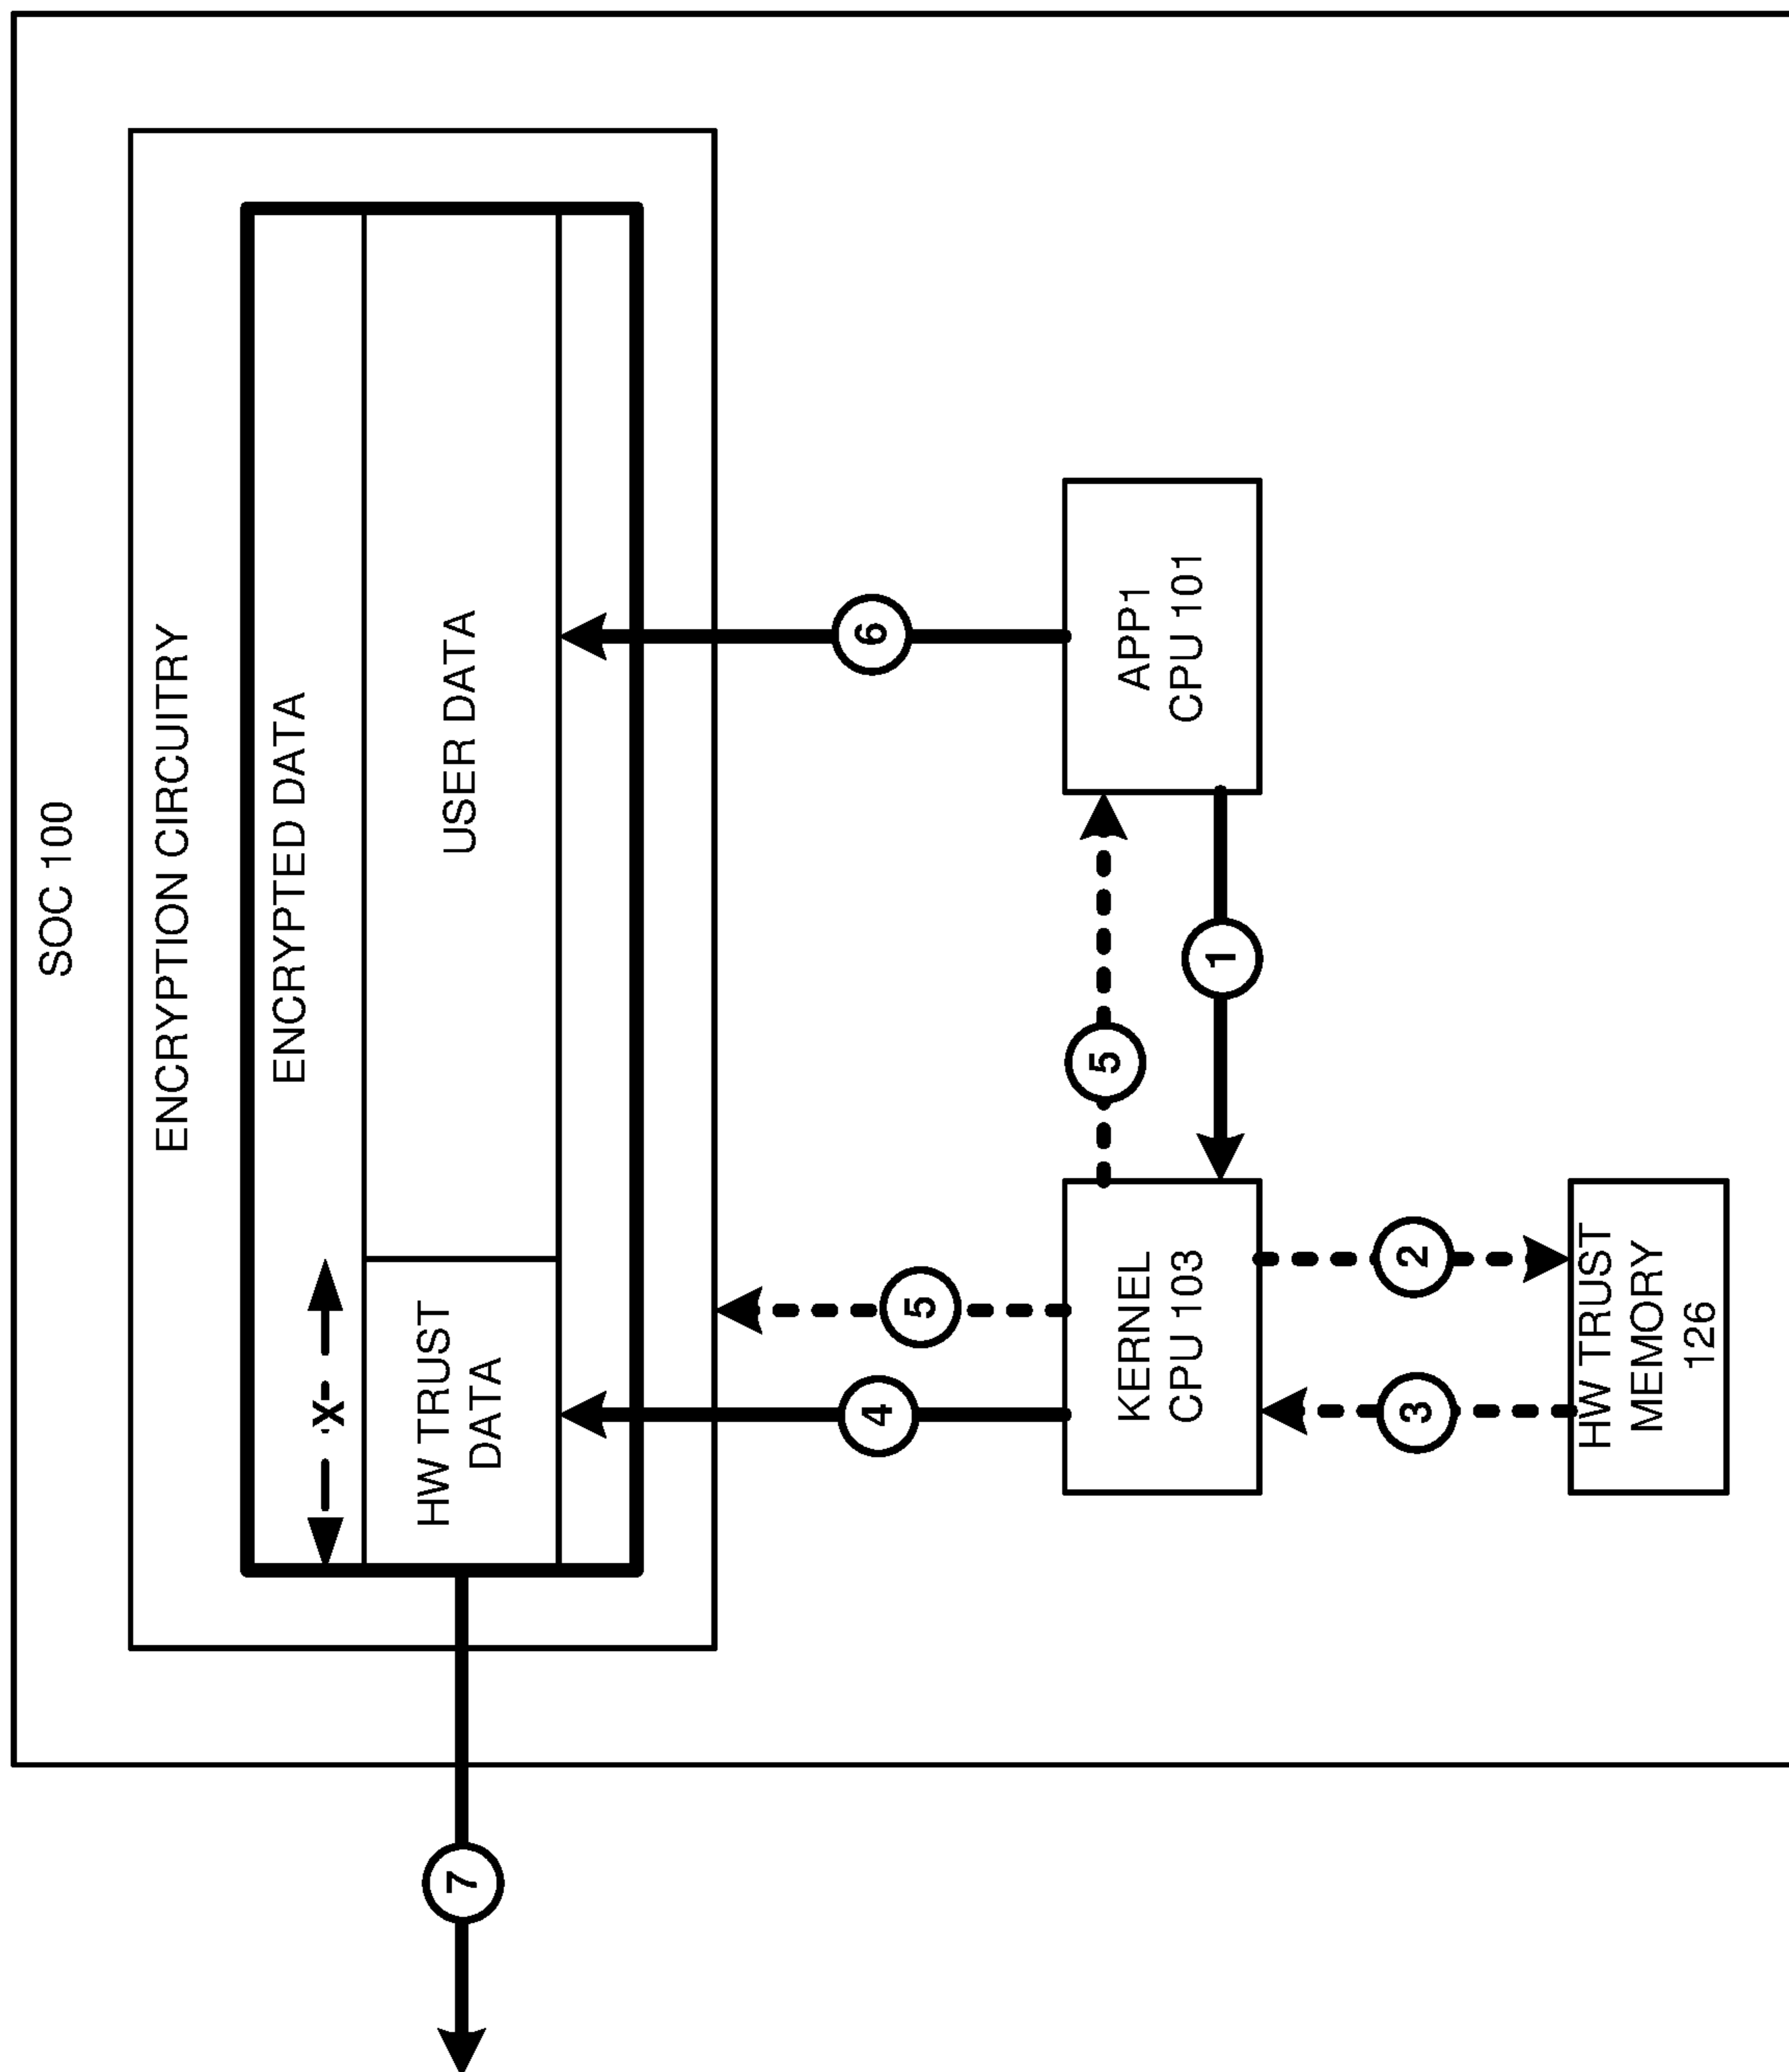 SOC 100
ENCRYPTION CIRCUITRY
ENCRYPTED DATA
X
HW TRUST
DATA
USER DATA
7
4
5
6
KERNEL
CPU 103
5
1
APP1
CPU 101
3
2
HW TRUST
MEMORY
126